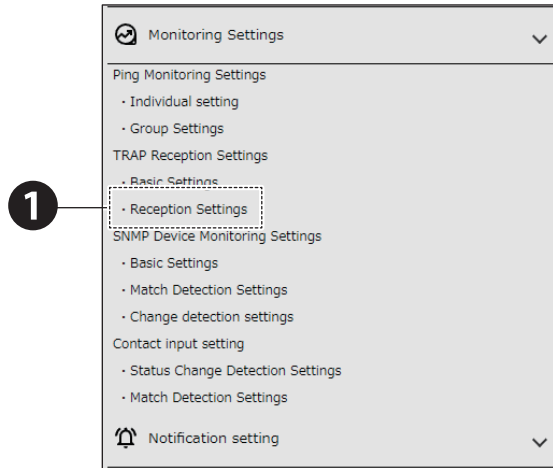 Monitoring Settings
Ping Monitoring Settings
・Individual setting
・Group Settings
TRAP Reception Settings
・Basic Settings
1
・Reception Settings
SNMP Device Monitoring Settings
・Basic Settings
・Match Detection Settings
・Change detection settings
Contact input setting
・Status Change Detection Settings
・Match Detection Settings
Notification setting